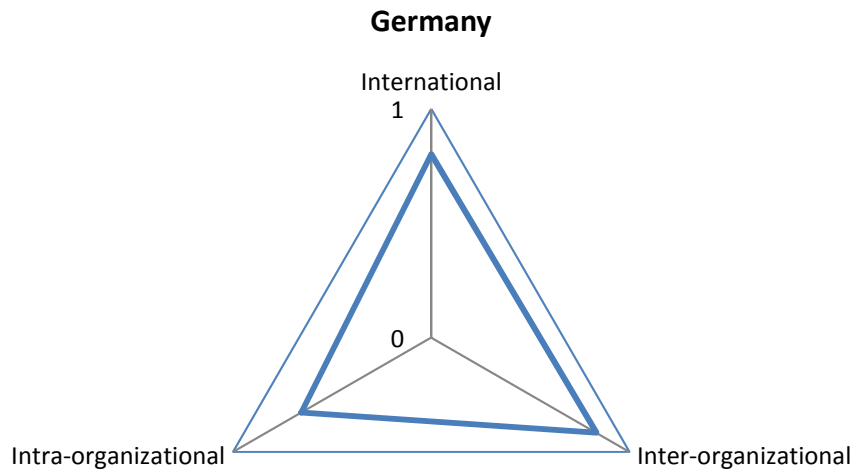 Germany
International
1
0
Intra-organizational
Inter-organizational